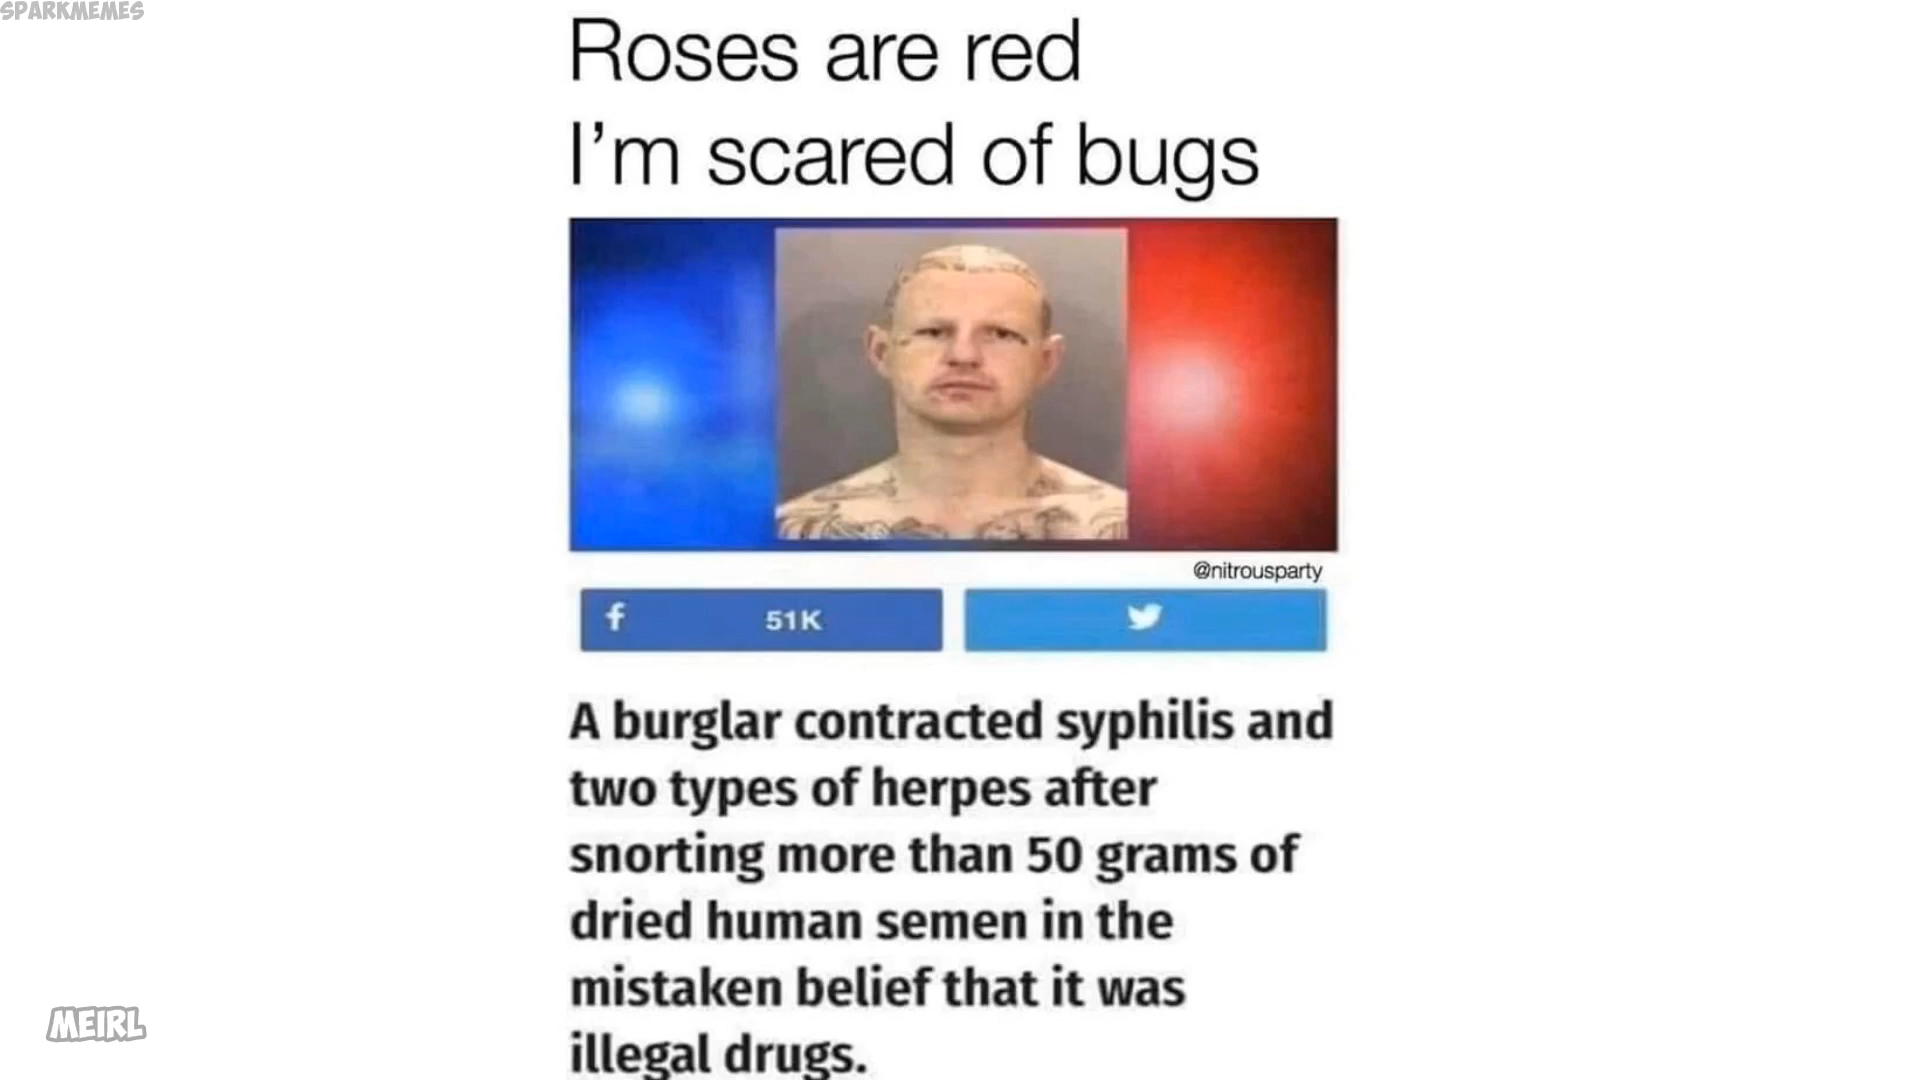 SPARKMEMES
Roses are red
I'm scared of bugs
@nitrousparty
f 51K
A burglar contracted syphilis and
two types of herpes after
snorting more than 50 grams of
dried human semen in the
mistaken belief that it was
illegal drugs.
MEIRL